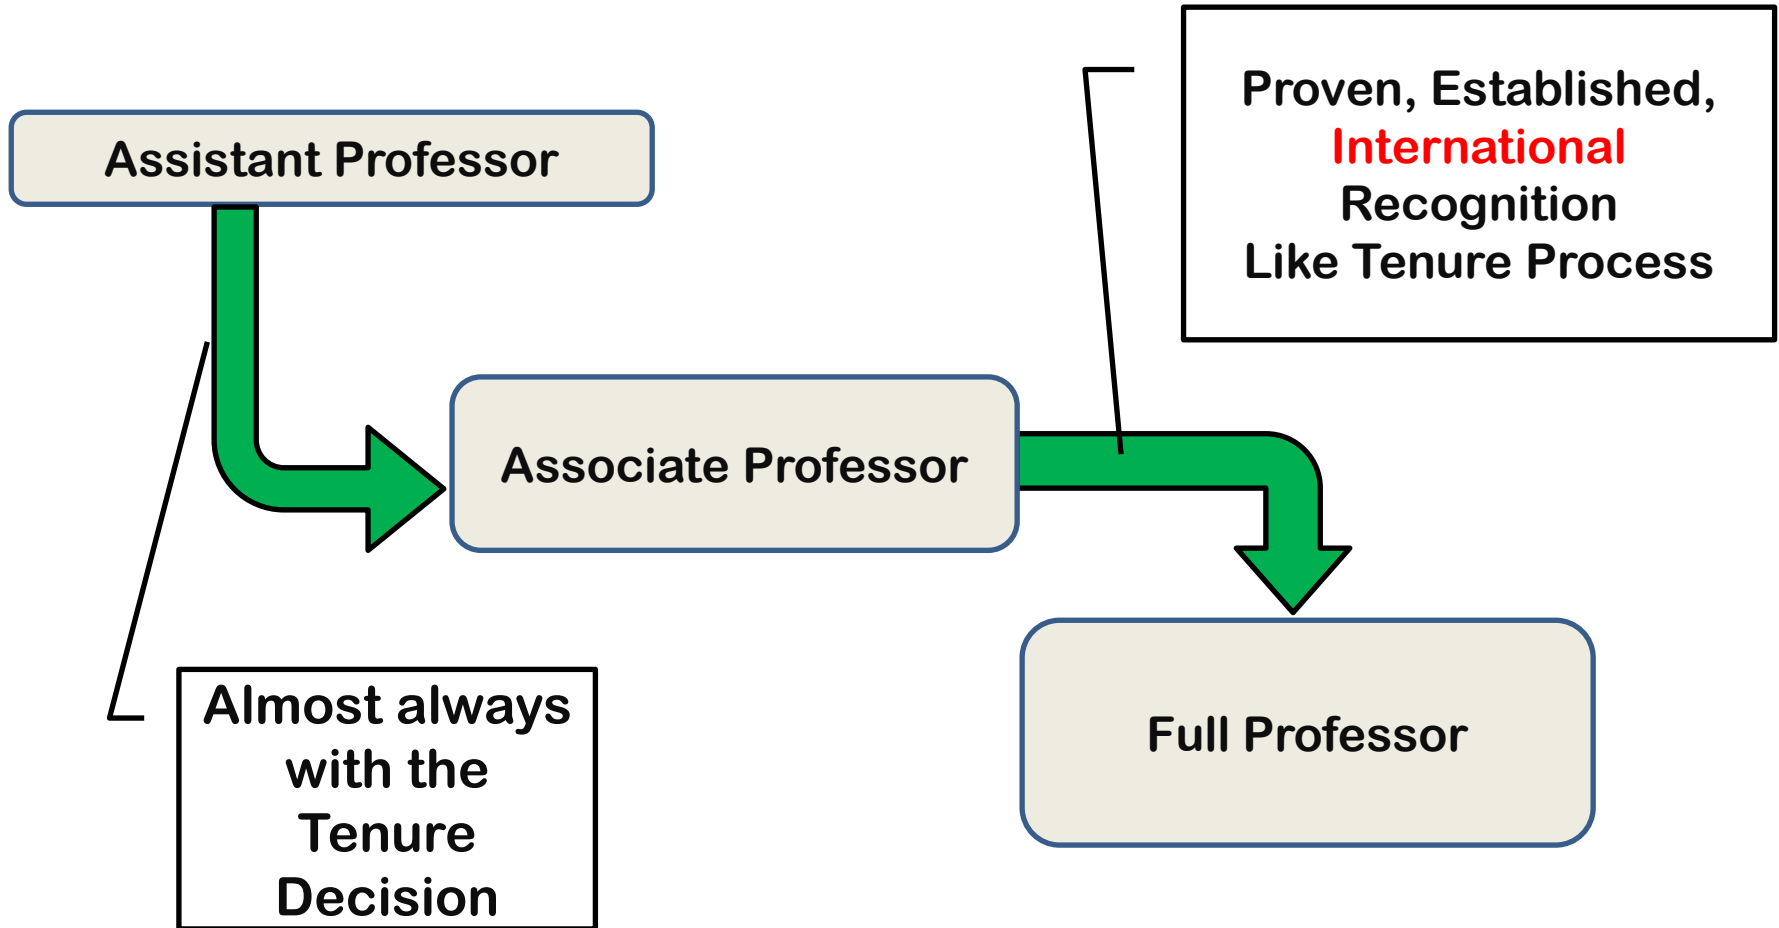 Assistant Professor
Proven, Established,
International
Recognition
Like Tenure Process
Associate Professor
Almost always
with the
Tenure
Decision
Full Professor